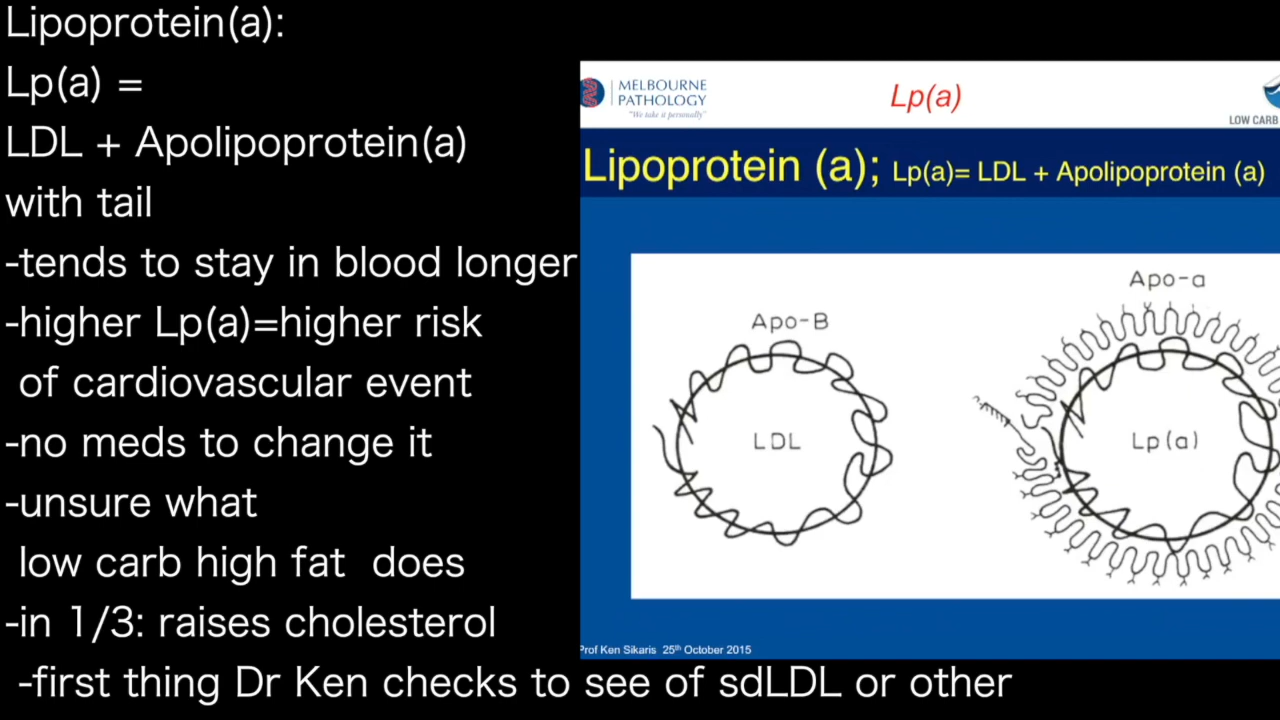 Lipoprotein(a):
Lp(a) =
LDL + Apolipoprotein(a)
with tail
-tends to stay in blood longer
-higher Lp(a)=higher risk
of cardiovascular event
-no meds to change it
-unsure what
low carb high fat does
-in 1/3: raises cholesterol
-first thing Dr Ken checks to see of sdLDL or other
MELBOURNE
PATHOLOGY
"We take it personally"
Lp(a)
LOW CARB
Lipoprotein (a); Lp(a)= LDL + Apolipoprotein (a)
Apo-B
LDL
Apo-a
Lp(a)
Prof Ken Sikaris 25th October 2015